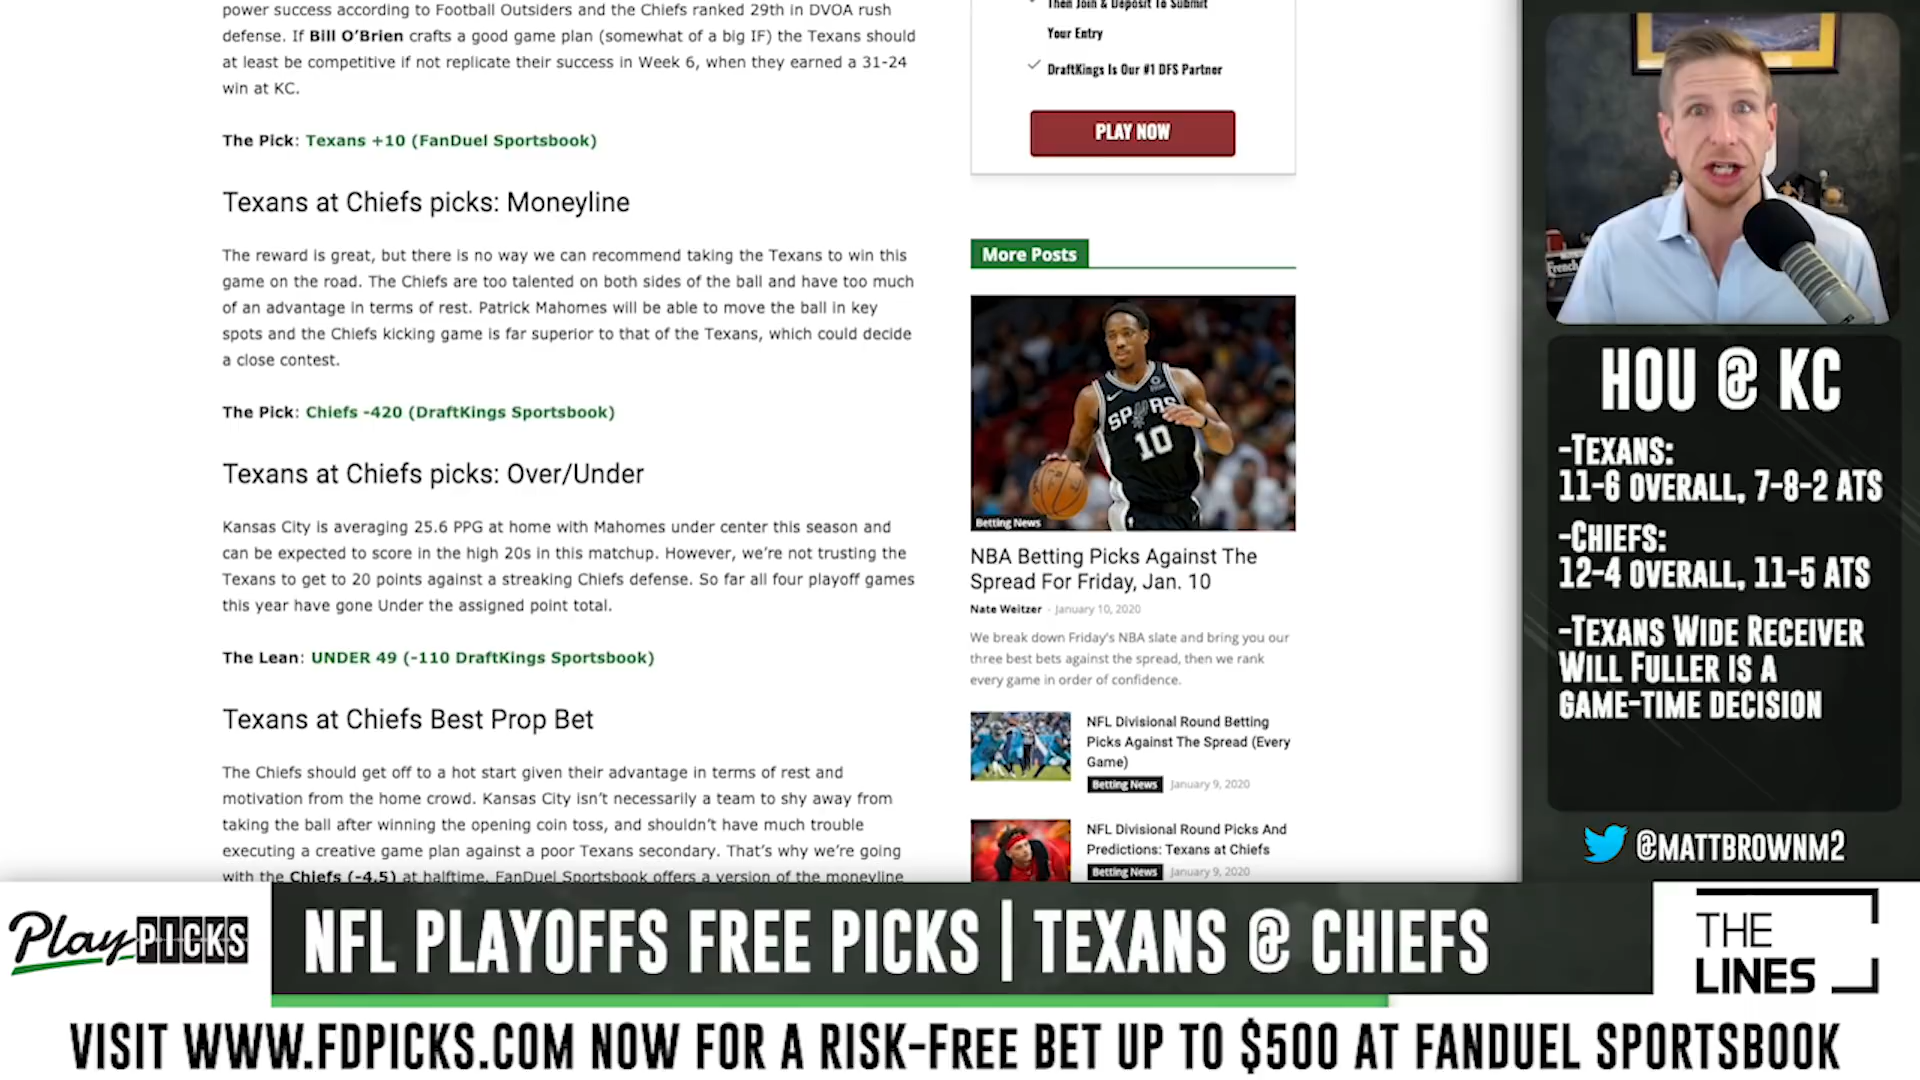 power success according to Football Outsiders and the Chiefs ranked 29th in DVOA rush
defense. If Bill O’Brien crafts a good game plan (somewhat of a big IF) the Texans should
at least be competitive if not replicate their success in Week 6, when they earned a 31-24
win at KC.
The Pick: Texans +10 (FanDuel Sportsbook)
Texans at Chiefs picks: Moneyline
The reward is great, but there is no way we can recommend taking the Texans to win this
game on the road. The Chiefs are too talented on both sides of the ball and have too much
of an advantage in terms of rest. Patrick Mahomes will be able to move the ball in key
spots and the Chiefs kicking game is far superior to that of the Texans, which could decide
a close contest.
The Pick: Chiefs -420 (DraftKings Sportsbook)
Texans at Chiefs picks: Over/Under
Kansas City is averaging 25.6 PPG at home with Mahomes under center this season and
can be expected to score in the high 20s in this matchup. However, we’re not trusting the
Texans to get to 20 points against a streaking Chiefs defense. So far all four playoff games
this year have gone Under the assigned point total.
The Lean: UNDER 49 (-110 DraftKings Sportsbook)
Texans at Chiefs Best Prop Bet
The Chiefs should get off to a hot start given their advantage in terms of rest and
motivation from the home crowd. Kansas City isn’t necessarily a team to shy away from
taking the ball after winning the opening coin toss, and shouldn’t have much trouble
executing a creative game plan against a poor Texans secondary. That’s why we’re going
with the Chiefs (-4.5) at halftime. FanDuel Sportsbook offers a version of the moneyline
Then Join & Deposit To Submit
Your Entry
DraftKings Is Our #1 DFS Partner
PLAY NOW
More Posts
SPURS
10
Betting News
NBA Betting Picks Against The
Spread For Friday, Jan. 10
Nate Weitzer - January 10, 2020
We break down Friday's NBA slate and bring you our
three best bets against the spread, then we rank
every game in order of confidence.
NFL Divisional Round Betting
Picks Against The Spread (Every
Game)
Betting News January 9, 2020
NFL Divisional Round Picks And
Predictions: Texans at Chiefs
Betting News January 9, 2020
HOU @ KC
-TEXANS:
11-6 OVERALL, 7-8-2 ATS
-CHIEFS:
12-4 OVERALL, 11-5 ATS
-TEXANS WIDE RECEIVER
WILL FULLER IS A
GAME-TIME DECISION
@MATTBROWNM2
Play PICKS
NFL PLAYOFFS FREE PICKS | TEXANS @ CHIEFS
THE
LINES
VISIT WWW.FDPICKS.COM NOW FOR A RISK-FREE BET UP TO $500 AT FANDUEL SPORTSBOOK